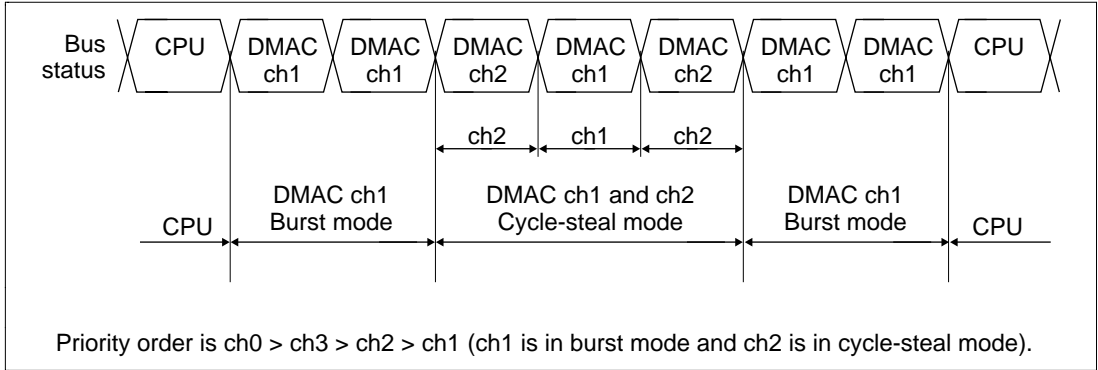 Bus status
CPU
DMAC ch1
DMAC ch1
DMAC ch2
DMAC ch1
DMAC ch2
DMAC ch1
DMAC ch1
CPU
ch2
ch1
ch2
CPU
DMAC ch1
Burst mode
DMAC ch1 and ch2
Cycle-steal mode
DMAC ch1
Burst mode
CPU
Priority order is ch0 > ch3 > ch2 > ch1 (ch1 is in burst mode and ch2 is in cycle-steal mode).